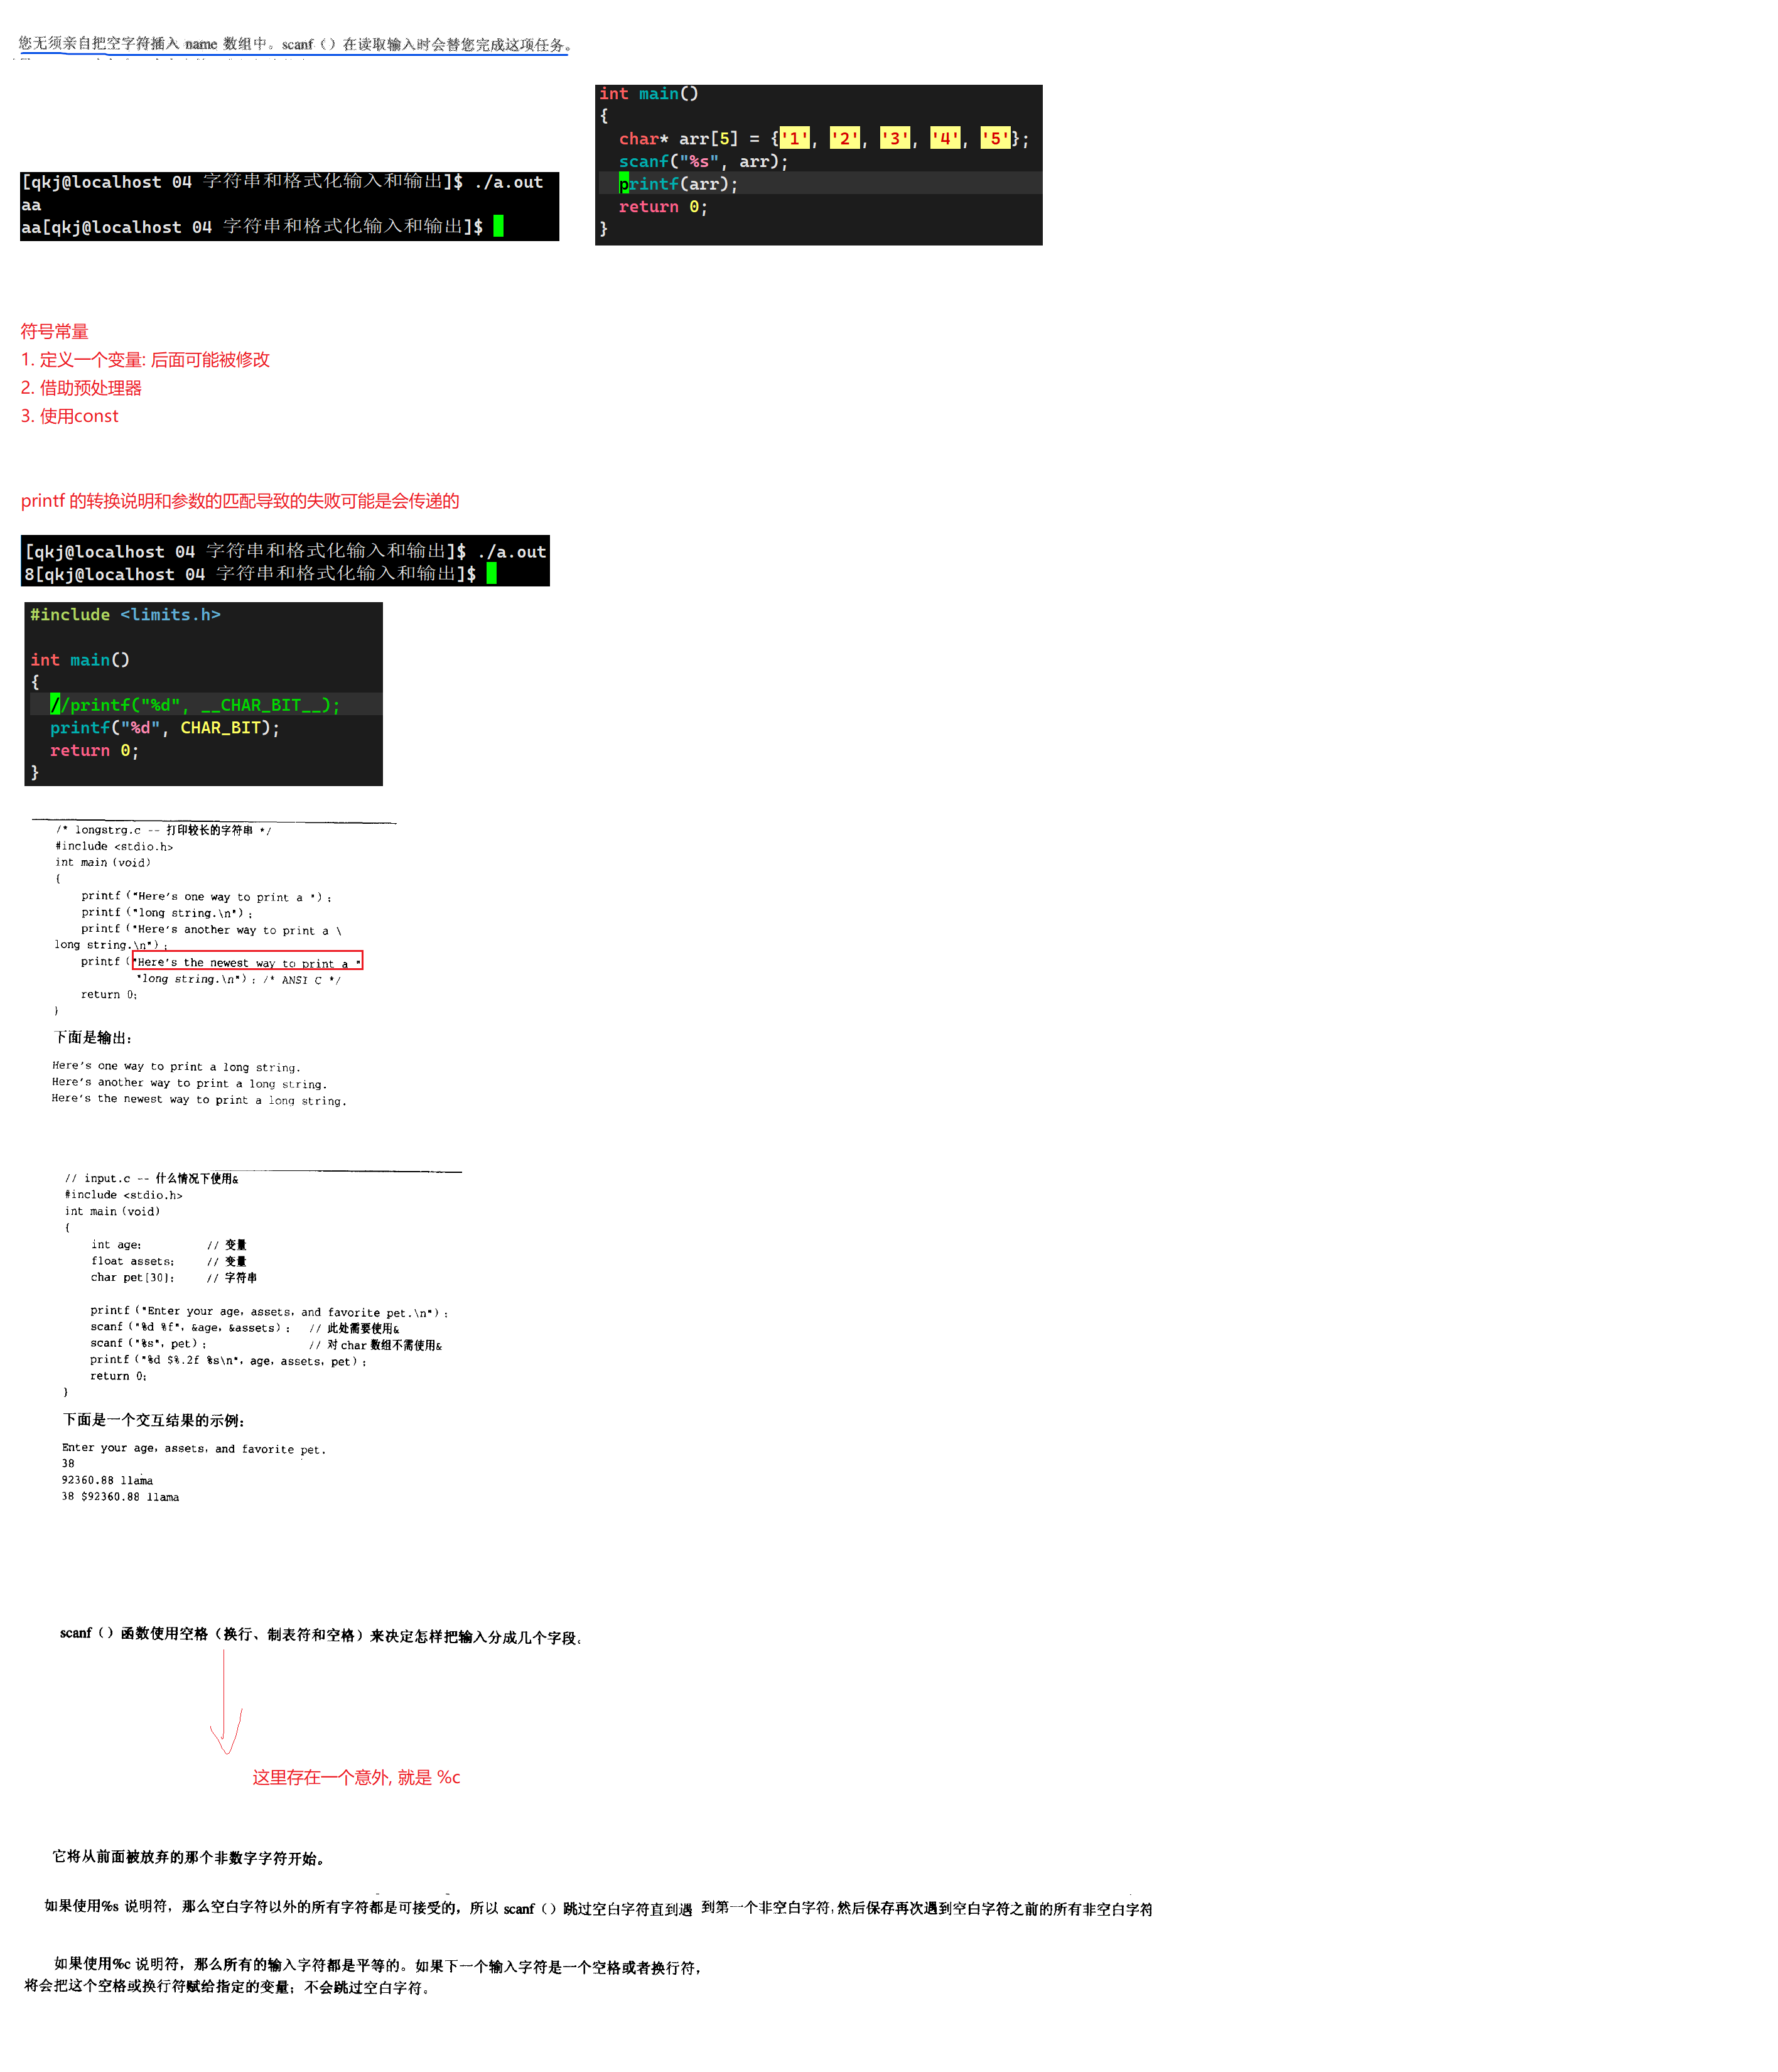 您无须亲自把空字符插入 name 数组中。scanf（）在读取输入时会替您完成这项任务。
int main()
{
  char* arr[5] = {'1', '2', '3', '4', '5'};
  scanf("%s", arr);
  printf(arr);
  return 0;
}
[qkj@localhost 04 字符串和格式化输入和输出]$ ./a.out
aa
aa[qkj@localhost 04 字符串和格式化输入和输出]$
符号常量
1. 定义一个变量: 后面可能被修改
2. 借助预处理器
3. 使用const
printf 的转换说明和参数的匹配导致的失败可能是会传递的
[qkj@localhost 04 字符串和格式化输入和输出]$ ./a.out
8[qkj@localhost 04 字符串和格式化输入和输出]$
#include <limits.h>
int main()
{
  //printf("%d", __CHAR_BIT__);
  printf("%d", CHAR_BIT);
  return 0;
}
/* longstrg.c -- 打印较长的字符串 */
#include <stdio.h>
int main (void)
{
    printf ("Here's one way to print a ");
    printf ("long string.\n");
    printf ("Here's another way to print a \
long string.\n");
    printf ("Here's the newest way to print a "
            "long string.\n"); /* ANSI C */
    return 0;
}
下面是输出：
Here's one way to print a long string.
Here's another way to print a long string.
Here's the newest way to print a long string.
// input.c -- 什么情况下使用&
#include <stdio.h>
int main (void)
{
    int age;          // 变量
    float assets;     // 变量
    char pet[30];     // 字符串
    printf ("Enter your age, assets, and favorite pet.\n");
    scanf ("%d %f", &age, &assets);   // 此处需要使用&
    scanf ("%s", pet);                // 对 char 数组不需使用&
    printf ("%d $%.2f %s\n", age, assets, pet);
    return 0;
}
下面是一个交互结果的示例：
Enter your age, assets, and favorite pet.
38
92360.88 llama
38 $92360.88 llama
scanf（）函数使用空格（换行、制表符和空格）来决定怎样把输入分成几个字段。
这里存在一个意外, 就是 %c
它将从前面被放弃的那个非数字字符开始。
如果使用%s 说明符，那么空白字符以外的所有字符都是可接受的，所以 scanf（）跳过空白字符直到遇 到第一个非空白字符，然后保存再次遇到空白字符之前的所有非空白字符
如果使用%c 说明符，那么所有的输入字符都是平等的。如果下一个输入字符是一个空格或者换行符，
将会把这个空格或换行符赋给指定的变量；不会跳过空白字符。